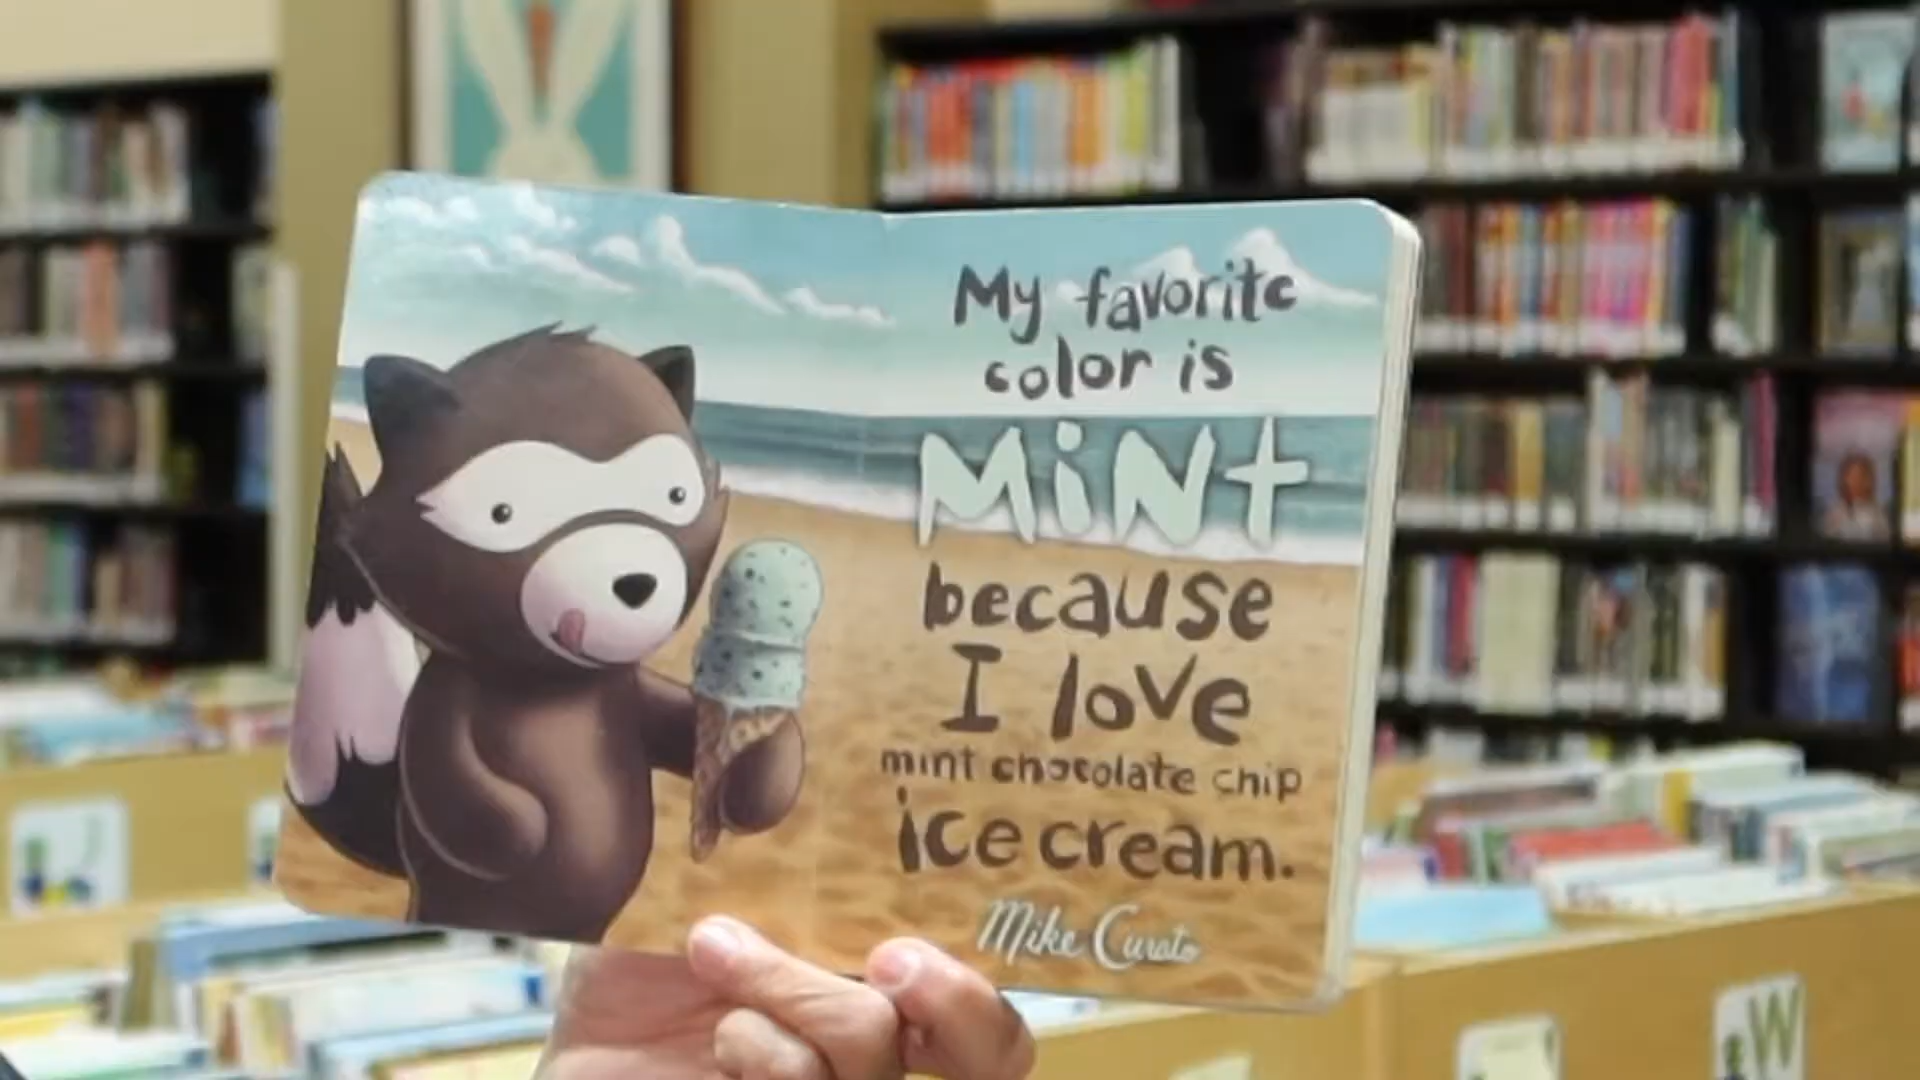 My favorite
color is
MiNt
because
I love
mint chocolate chip
ice cream.
Mike Curato
W